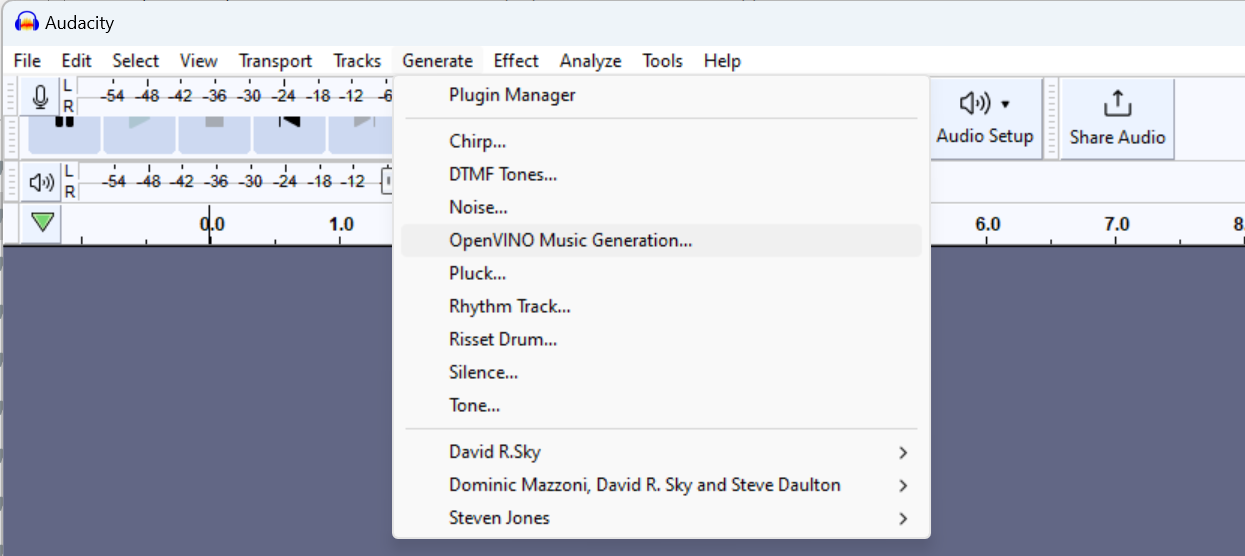 Audacity
File Edit Select View Transport Tracks Generate Effect Analyze Tools Help
L
R
-54 -48 -42 -36 -30 -24 -18 -12 -6
Plugin Manager
Chirp...
DTMF Tones...
Noise...
OpenVINO Music Generation...
Pluck...
Rhythm Track...
Risset Drum...
Silence...
Tone...
David R.Sky
Dominic Mazzoni, David R. Sky and Steve Daulton
Steven Jones
Audio Setup
Share Audio
L
R
-54 -48 -42 -36 -30 -24 -18 -12
0.0 1.0 6.0 7.0 8